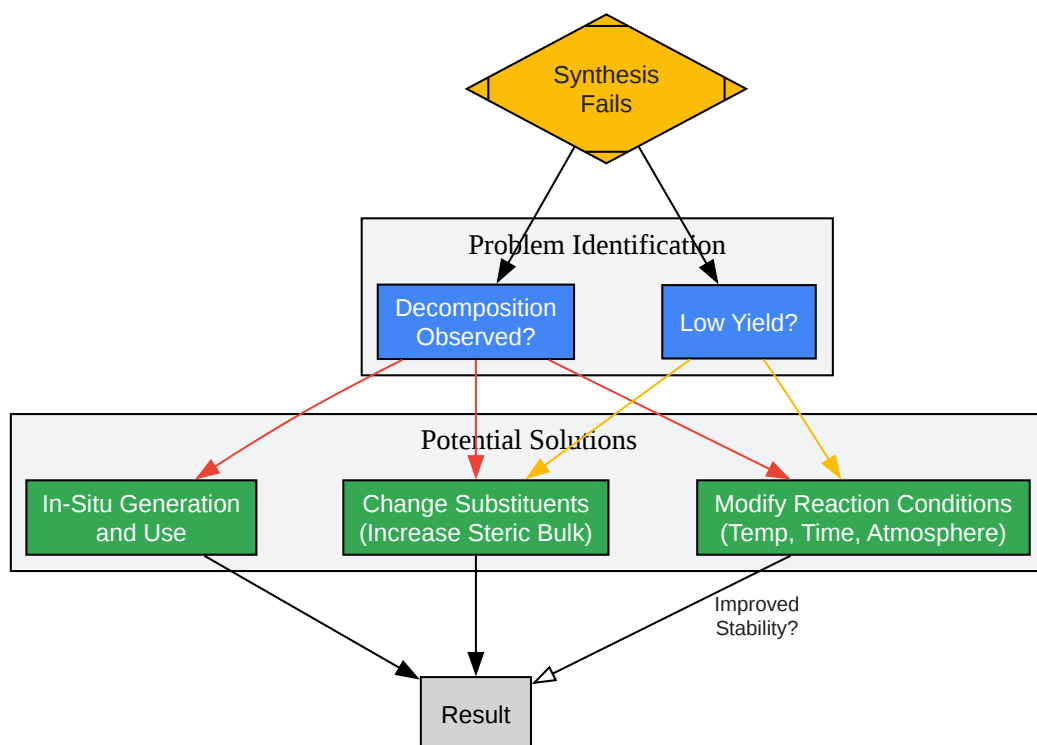 Synthesis
Fails
Problem Identification
Decomposition
Observed?
Low Yield?
Potential Solutions
In-Situ Generation
and Use
Change Substituents
(Increase Steric Bulk)
Modify Reaction Conditions
(Temp, Time, Atmosphere)
Improved
Stability?
Result